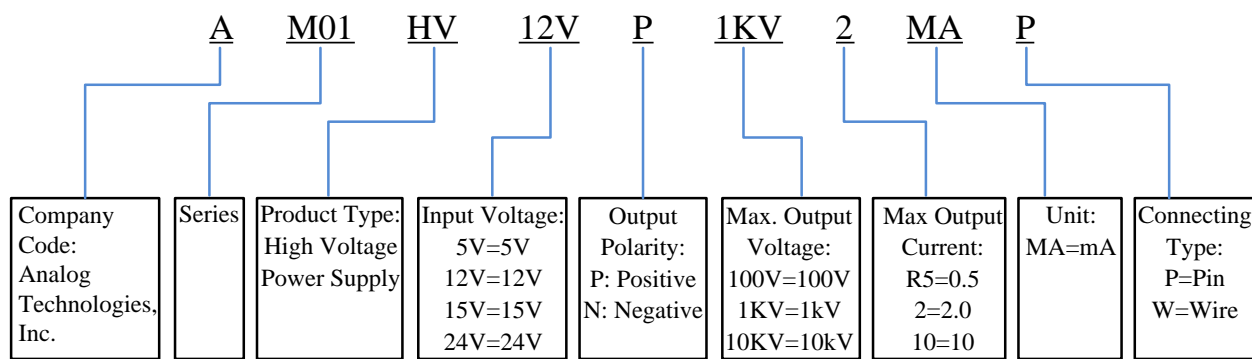 A M01 HV 12V P 1KV 2 MA P
Company
Code:
Analog
Technologies,
Inc.
Series
Product Type:
High Voltage
Power Supply
Input Voltage:
5V=5V
12V=12V
15V=15V
24V=24V
Output
Polarity:
P: Positive
N: Negative
Max. Output
Voltage:
100V=100V
1KV=1kV
10KV=10kV
Max Output
Current:
R5=0.5
2=2.0
10=10
Unit:
MA=mA
Connecting
Type:
P=Pin
W=Wire